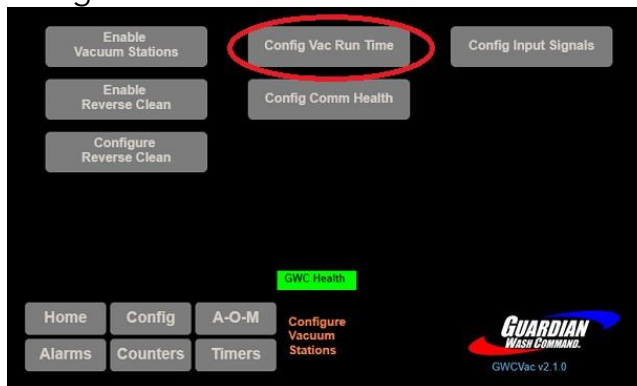 Enable
Vacuum Stations
Config Vac Run Time
Config Input Signals
Enable
Reverse Clean
Config Comm Health
Configure
Reverse Clean
GWC Health
Home
Config
A-O-M
Configure
Vacuum
Stations
Alarms
Counters
Timers
GUARDIAN
WASH COMMAND.
GWCVac v2.1.0